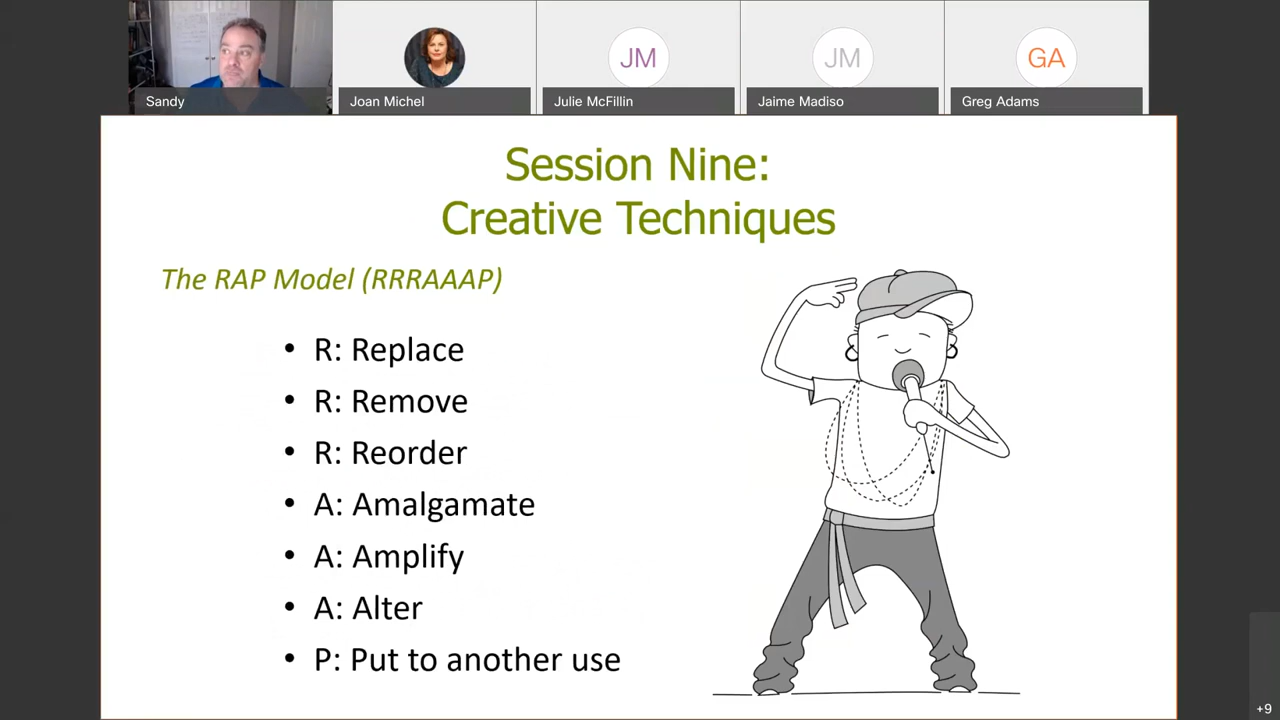 JM
JM
GA
Sandy
Joan Michel
Julie McFillin
Jaime Madiso
Greg Adams
Session Nine:
Creative Techniques
The RAP Model (RRRAAAP)
• R: Replace
• R: Remove
• R: Reorder
• A: Amalgamate
• A: Amplify
• A: Alter
• P: Put to another use
+9